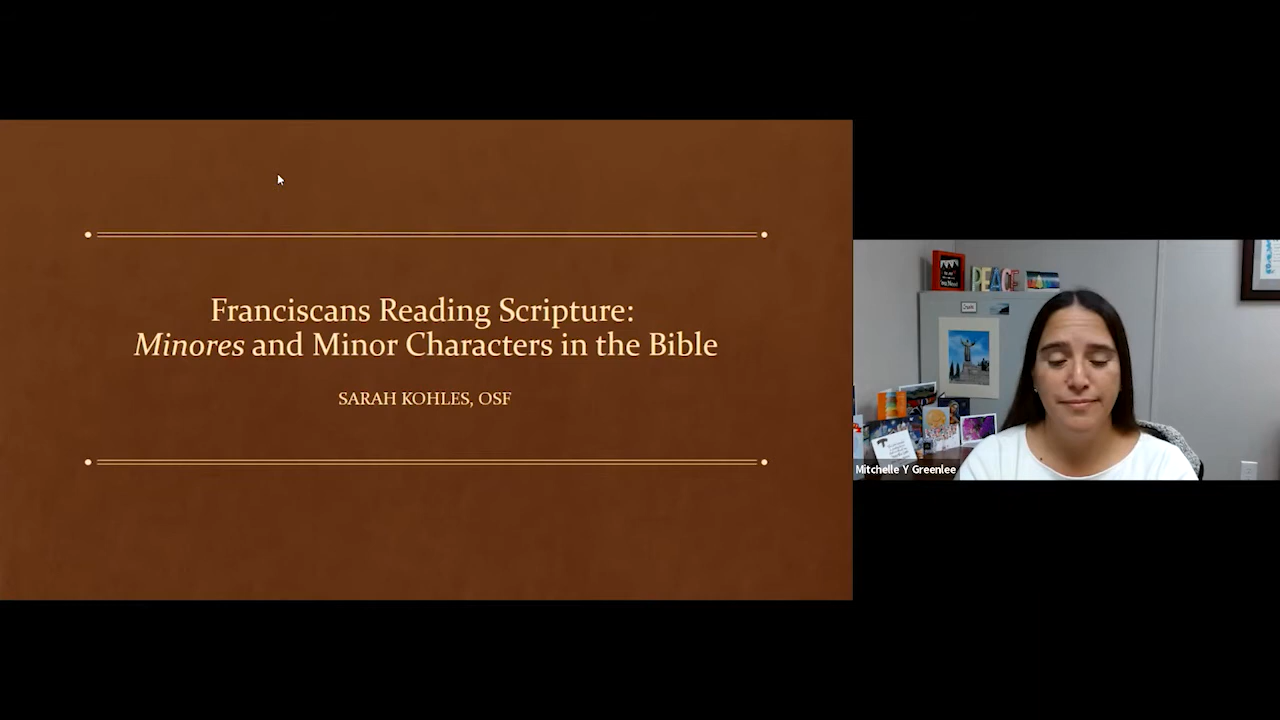 Franciscans Reading Scripture:
Minores and Minor Characters in the Bible
SARAH KOHLES, OSF
PEACE
Mitchelle Y Greenlee